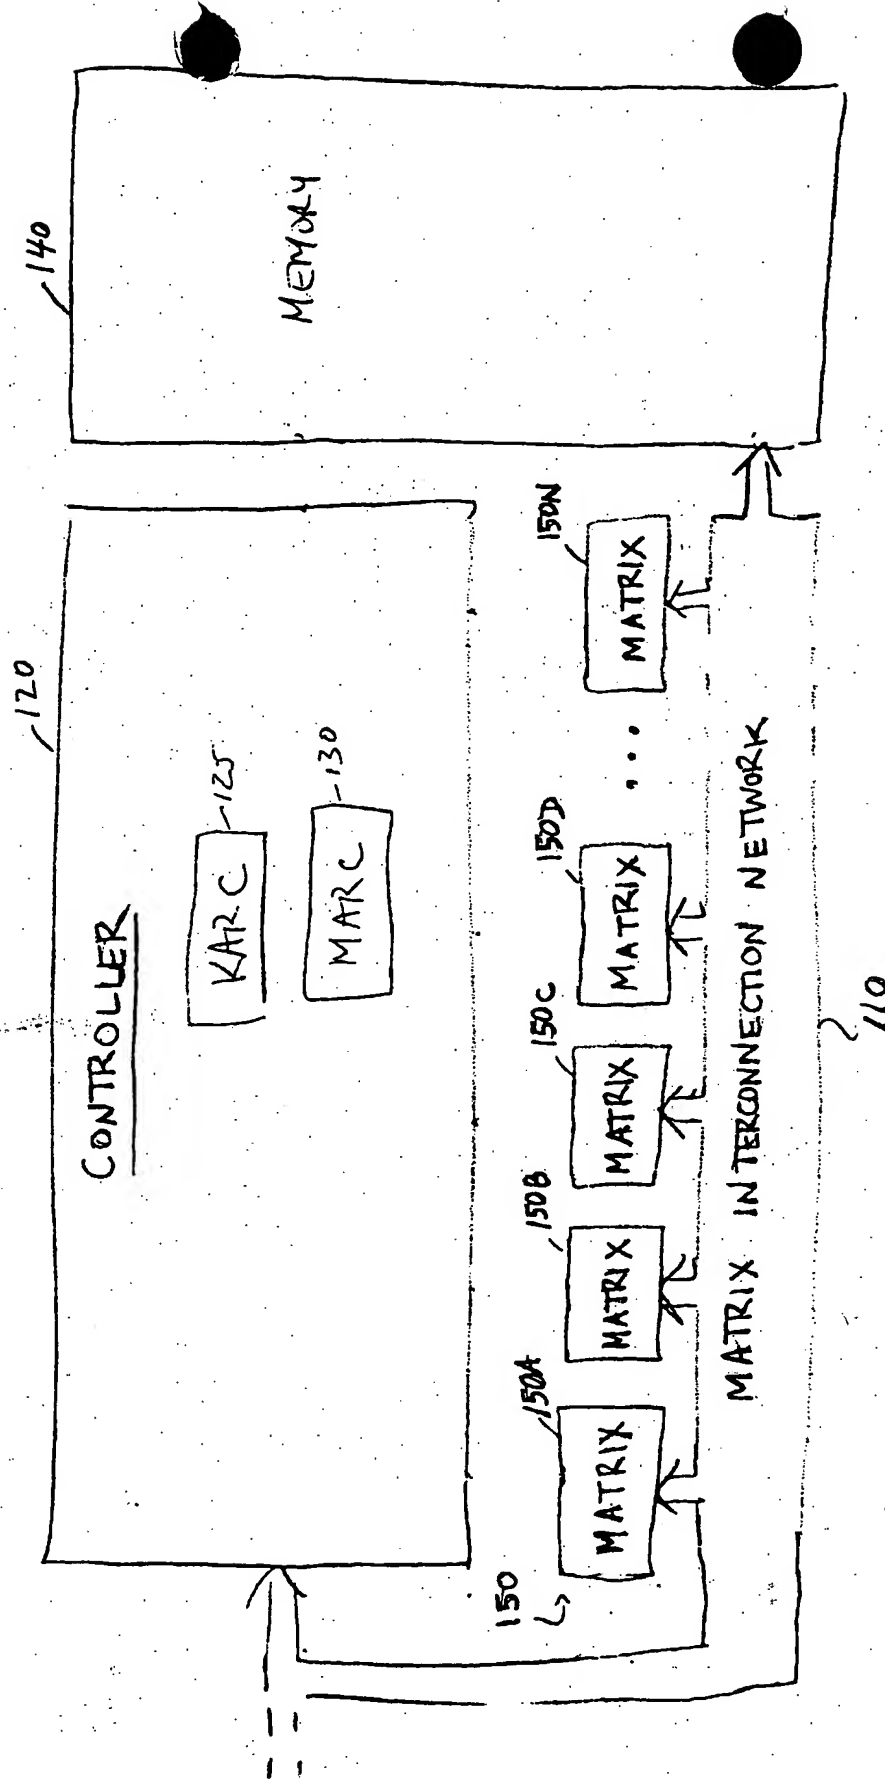 120
140
CONTROLLER
KARC
125
MARC
130
MEMORY
150
150A
150B
150C
150D
150N
MATRIX
MATRIX
MATRIX
MATRIX
...
MATRIX
MATRIX INTERCONNECTION NETWORK
110